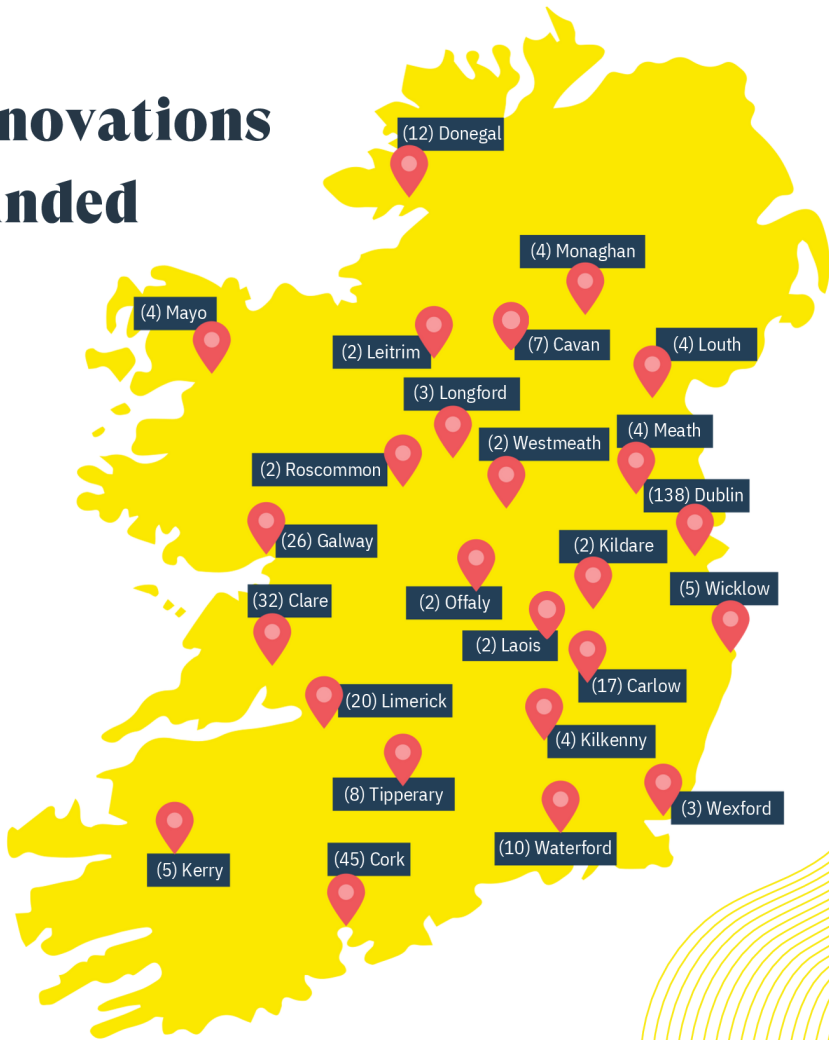 novations
nded
(12) Donegal
(4) Monaghan
(4) Mayo
(2) Leitrim
(7) Cavan
(4) Louth
(3) Longford
(4) Meath
(2) Westmeath
(2) Roscommon
(138) Dublin
(26) Galway
(2) Kildare
(5) Wicklow
(32) Clare
(2) Offaly
(2) Laois
(17) Carlow
(20) Limerick
(4) Kilkenny
(8) Tipperary
(3) Wexford
(10) Waterford
(45) Cork
(5) Kerry